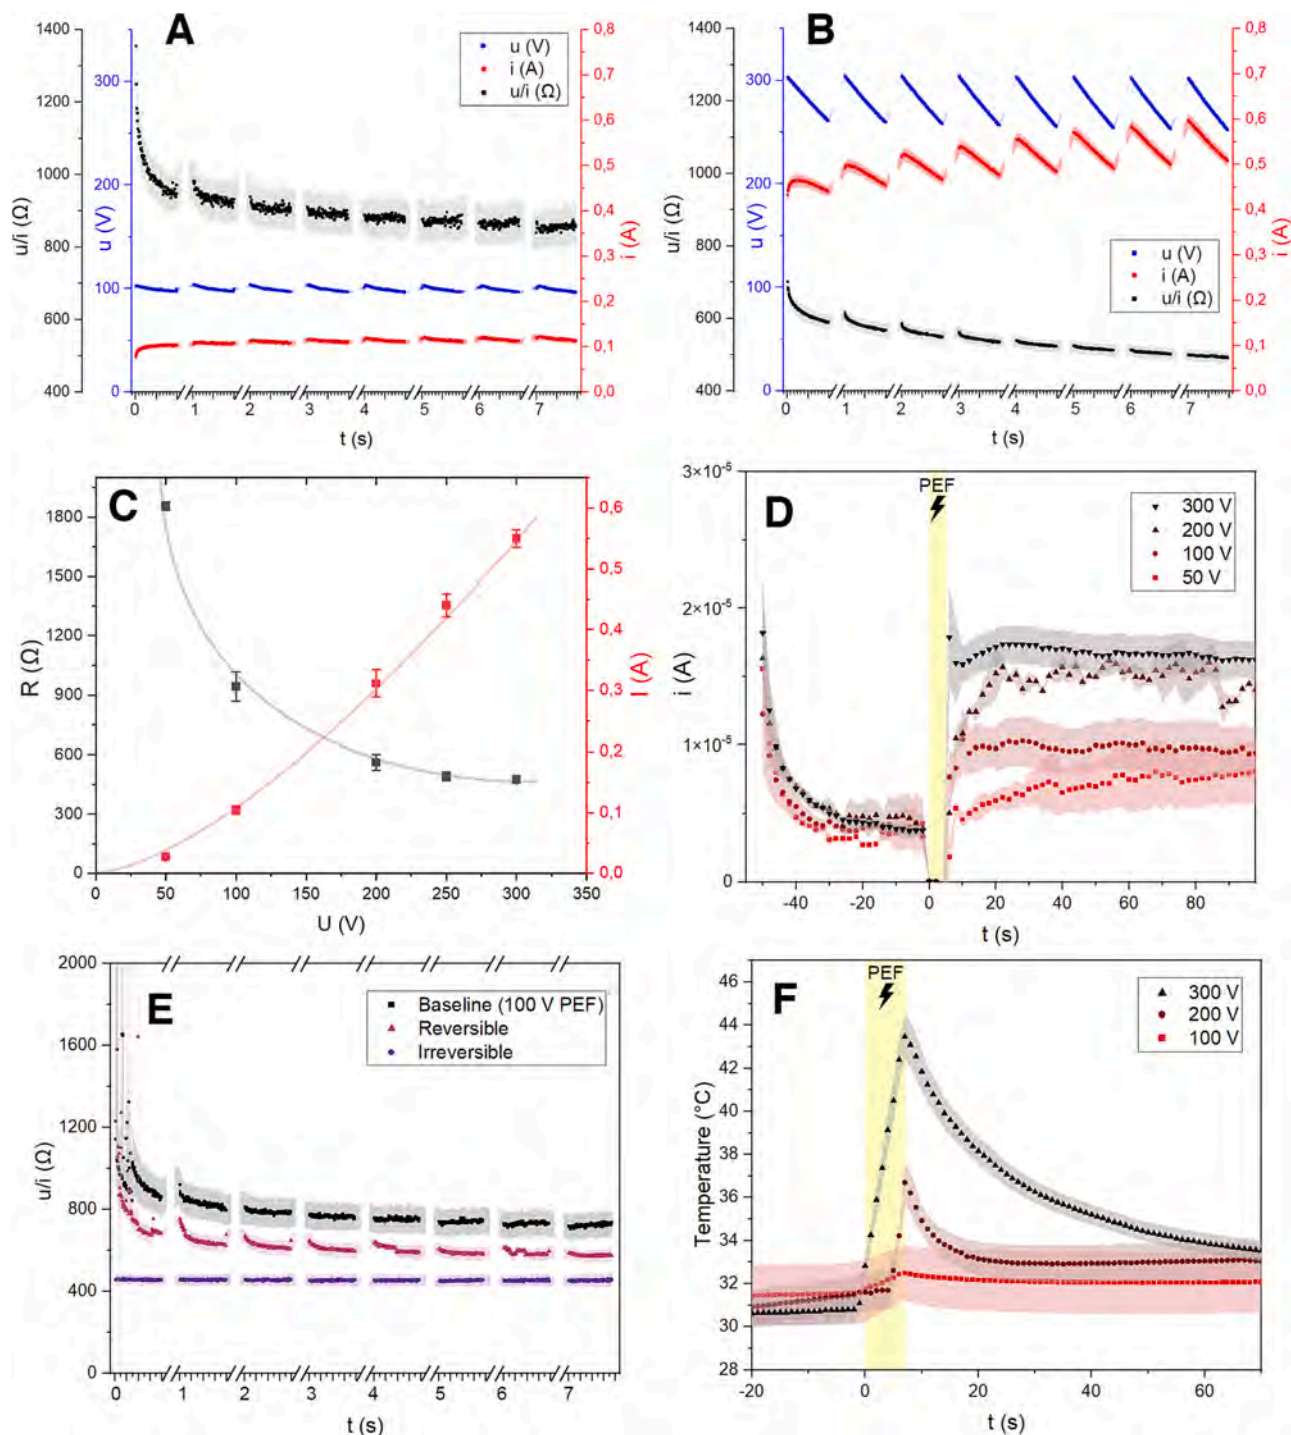 A
1400
1200
1000
800
600
400
u/i (Ω)
300
200
100
0
u (V)
u (V)
i (A)
u/i (Ω)
0,8
0,7
0,6
0,5
0,4
0,3
0,2
0,1
0,0
i (A)
0 1 2 3 4 5 6 7
t (s)
B
1400
1200
1000
800
600
400
u/i (Ω)
300
200
100
0
u (V)
u (V)
i (A)
u/i (Ω)
0,8
0,7
0,6
0,5
0,4
0,3
0,2
0,1
0,0
i (A)
0 1 2 3 4 5 6 7
t (s)
C
1800
1500
1200
900
600
300
0
R (Ω)
0,6
0,5
0,4
0,3
0,2
0,1
0,0
I (A)
0 50 100 150 200 250 300 350
U (V)
D
PEF
300 V
200 V
100 V
50 V
3×10⁻⁵
2×10⁻⁵
1×10⁻⁵
0
i (A)
-40 -20 0 20 40 60 80
t (s)
E
Baseline (100 V PEF)
Reversible
Irreversible
2000
1600
1200
800
400
0
u/i (Ω)
0 1 2 3 4 5 6 7
t (s)
F
PEF
300 V
200 V
100 V
46
44
42
40
38
36
34
32
30
28
Temperature (°C)
-20 0 20 40 60
t (s)